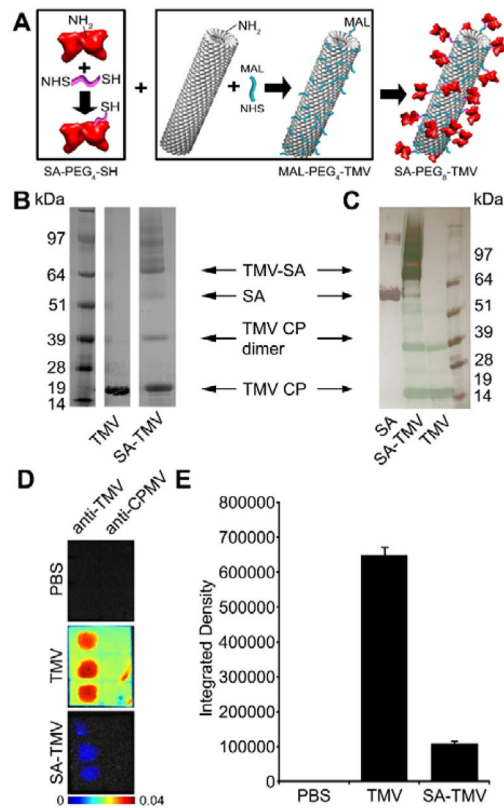 A
NH2
NHS SH
SH
SA-PEG4-SH
+
+
NH2
MAL
+
NHS
MAL
MAL-PEG4-TMV
SA-PEG8-TMV
B kDa
97
64
51
39
28
19
14
TMV
SA-TMV
TMV-SA
SA
TMV CP
dimer
TMV CP
C
kDa
97
64
51
39
28
19
14
SA
SA-TMV
TMV
D
anti-TMV
anti-CPMV
PBS
TMV
SA-TMV
0 0.04
E
Integrated Density
800000
700000
600000
500000
400000
300000
200000
100000
0
PBS TMV SA-TMV